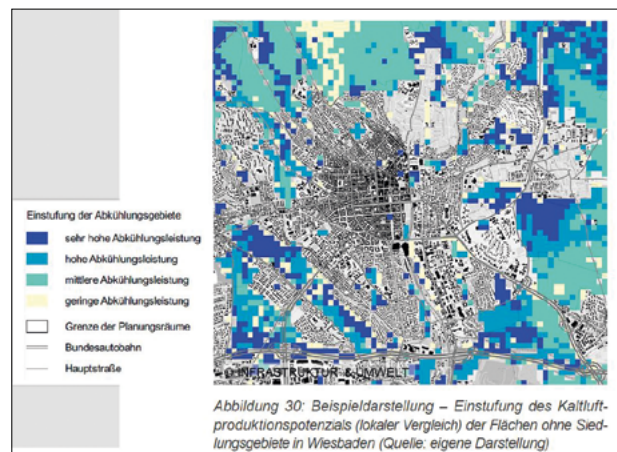 Einstufung der Abkühlungsgebiete
sehr hohe Abkühlungsleistung
hohe Abkühlungsleistung
mittlere Abkühlungsleistung
geringe Abkühlungsleistung
Grenze der Planungsräume
Bundesautobahn
Hauptstraße
INFRASTRUKTUR & UMWELT
Abbildung 30: Beispieldarstellung – Einstufung des Kaltluft-
produktionspotenzials (lokaler Vergleich) der Flächen ohne Sied-
lungsgebiete in Wiesbaden (Quelle: eigene Darstellung)